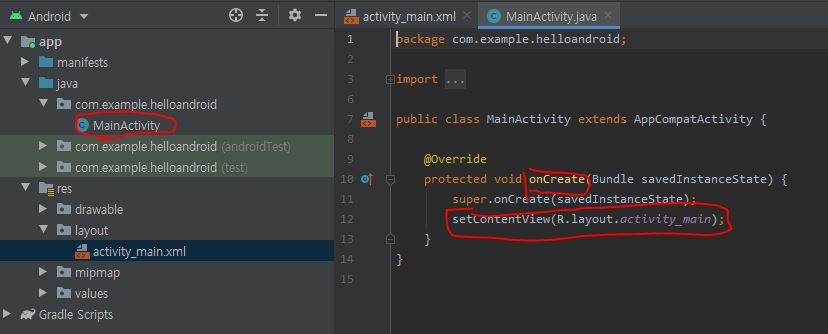 Android
app
manifests
java
com.example.helloandroid
MainActivity
com.example.helloandroid (androidTest)
com.example.helloandroid (test)
res
drawable
layout
activity_main.xml
mipmap
values
Gradle Scripts
activity_main.xml MainActivity.java
1 package com.example.helloandroid;
2
3 import ...
6
7 public class MainActivity extends AppCompatActivity {
8
9 @Override
10 protected void onCreate(Bundle savedInstanceState) {
11 super.onCreate(savedInstanceState);
12 setContentView(R.layout.activity_main);
13 }
14 }
15